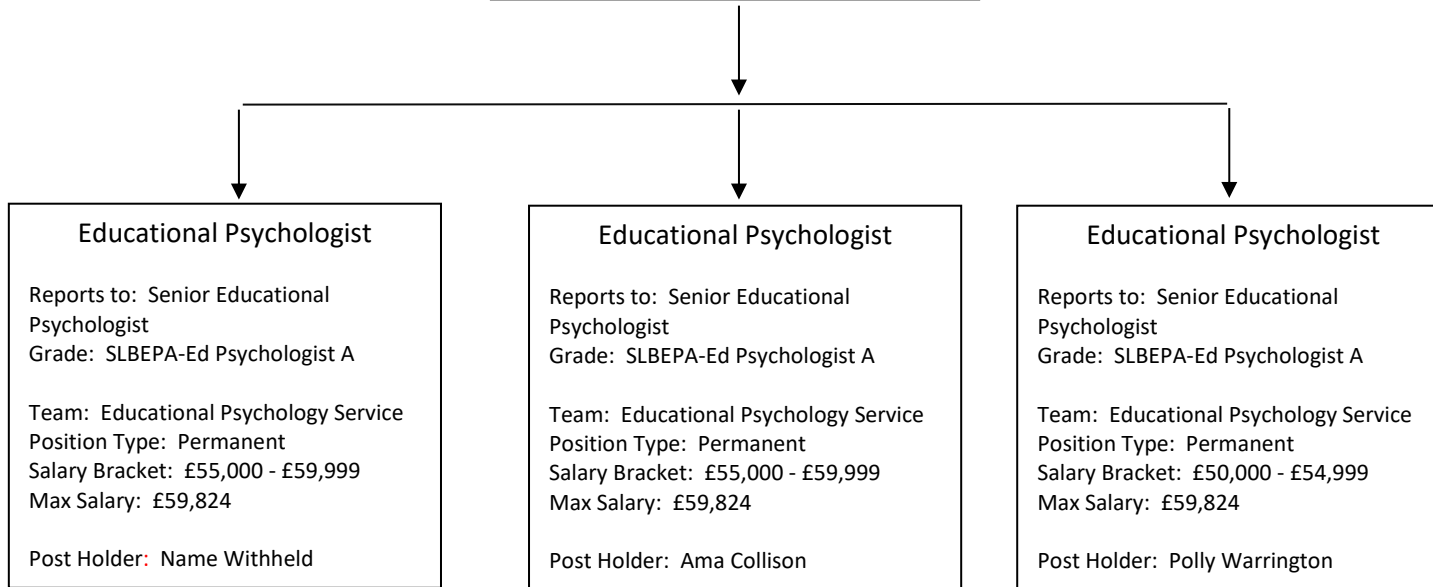 Educational Psychologist
Reports to: Senior Educational
Psychologist
Grade: SLBEPA-Ed Psychologist A
Team: Educational Psychology Service
Position Type: Permanent
Salary Bracket: £55,000 - £59,999
Max Salary: £59,824
Post Holder: Name Withheld
Educational Psychologist
Reports to: Senior Educational
Psychologist
Grade: SLBEPA-Ed Psychologist A
Team: Educational Psychology Service
Position Type: Permanent
Salary Bracket: £55,000 - £59,999
Max Salary: £59,824
Post Holder: Ama Collison
Educational Psychologist
Reports to: Senior Educational
Psychologist
Grade: SLBEPA-Ed Psychologist A
Team: Educational Psychology Service
Position Type: Permanent
Salary Bracket: £50,000 - £54,999
Max Salary: £59,824
Post Holder: Polly Warrington